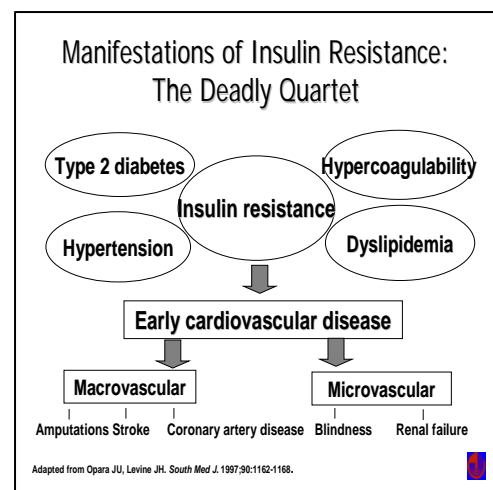 Manifestations of Insulin Resistance:
The Deadly Quartet
Type 2 diabetes
Hypercoagulability
Insulin resistance
Hypertension
Dyslipidemia
Early cardiovascular disease
Macrovascular
Microvascular
Amputations Stroke Coronary artery disease Blindness Renal failure
Adapted from Opara JU, Levine JH. South Med J. 1997;90:1162-1168.